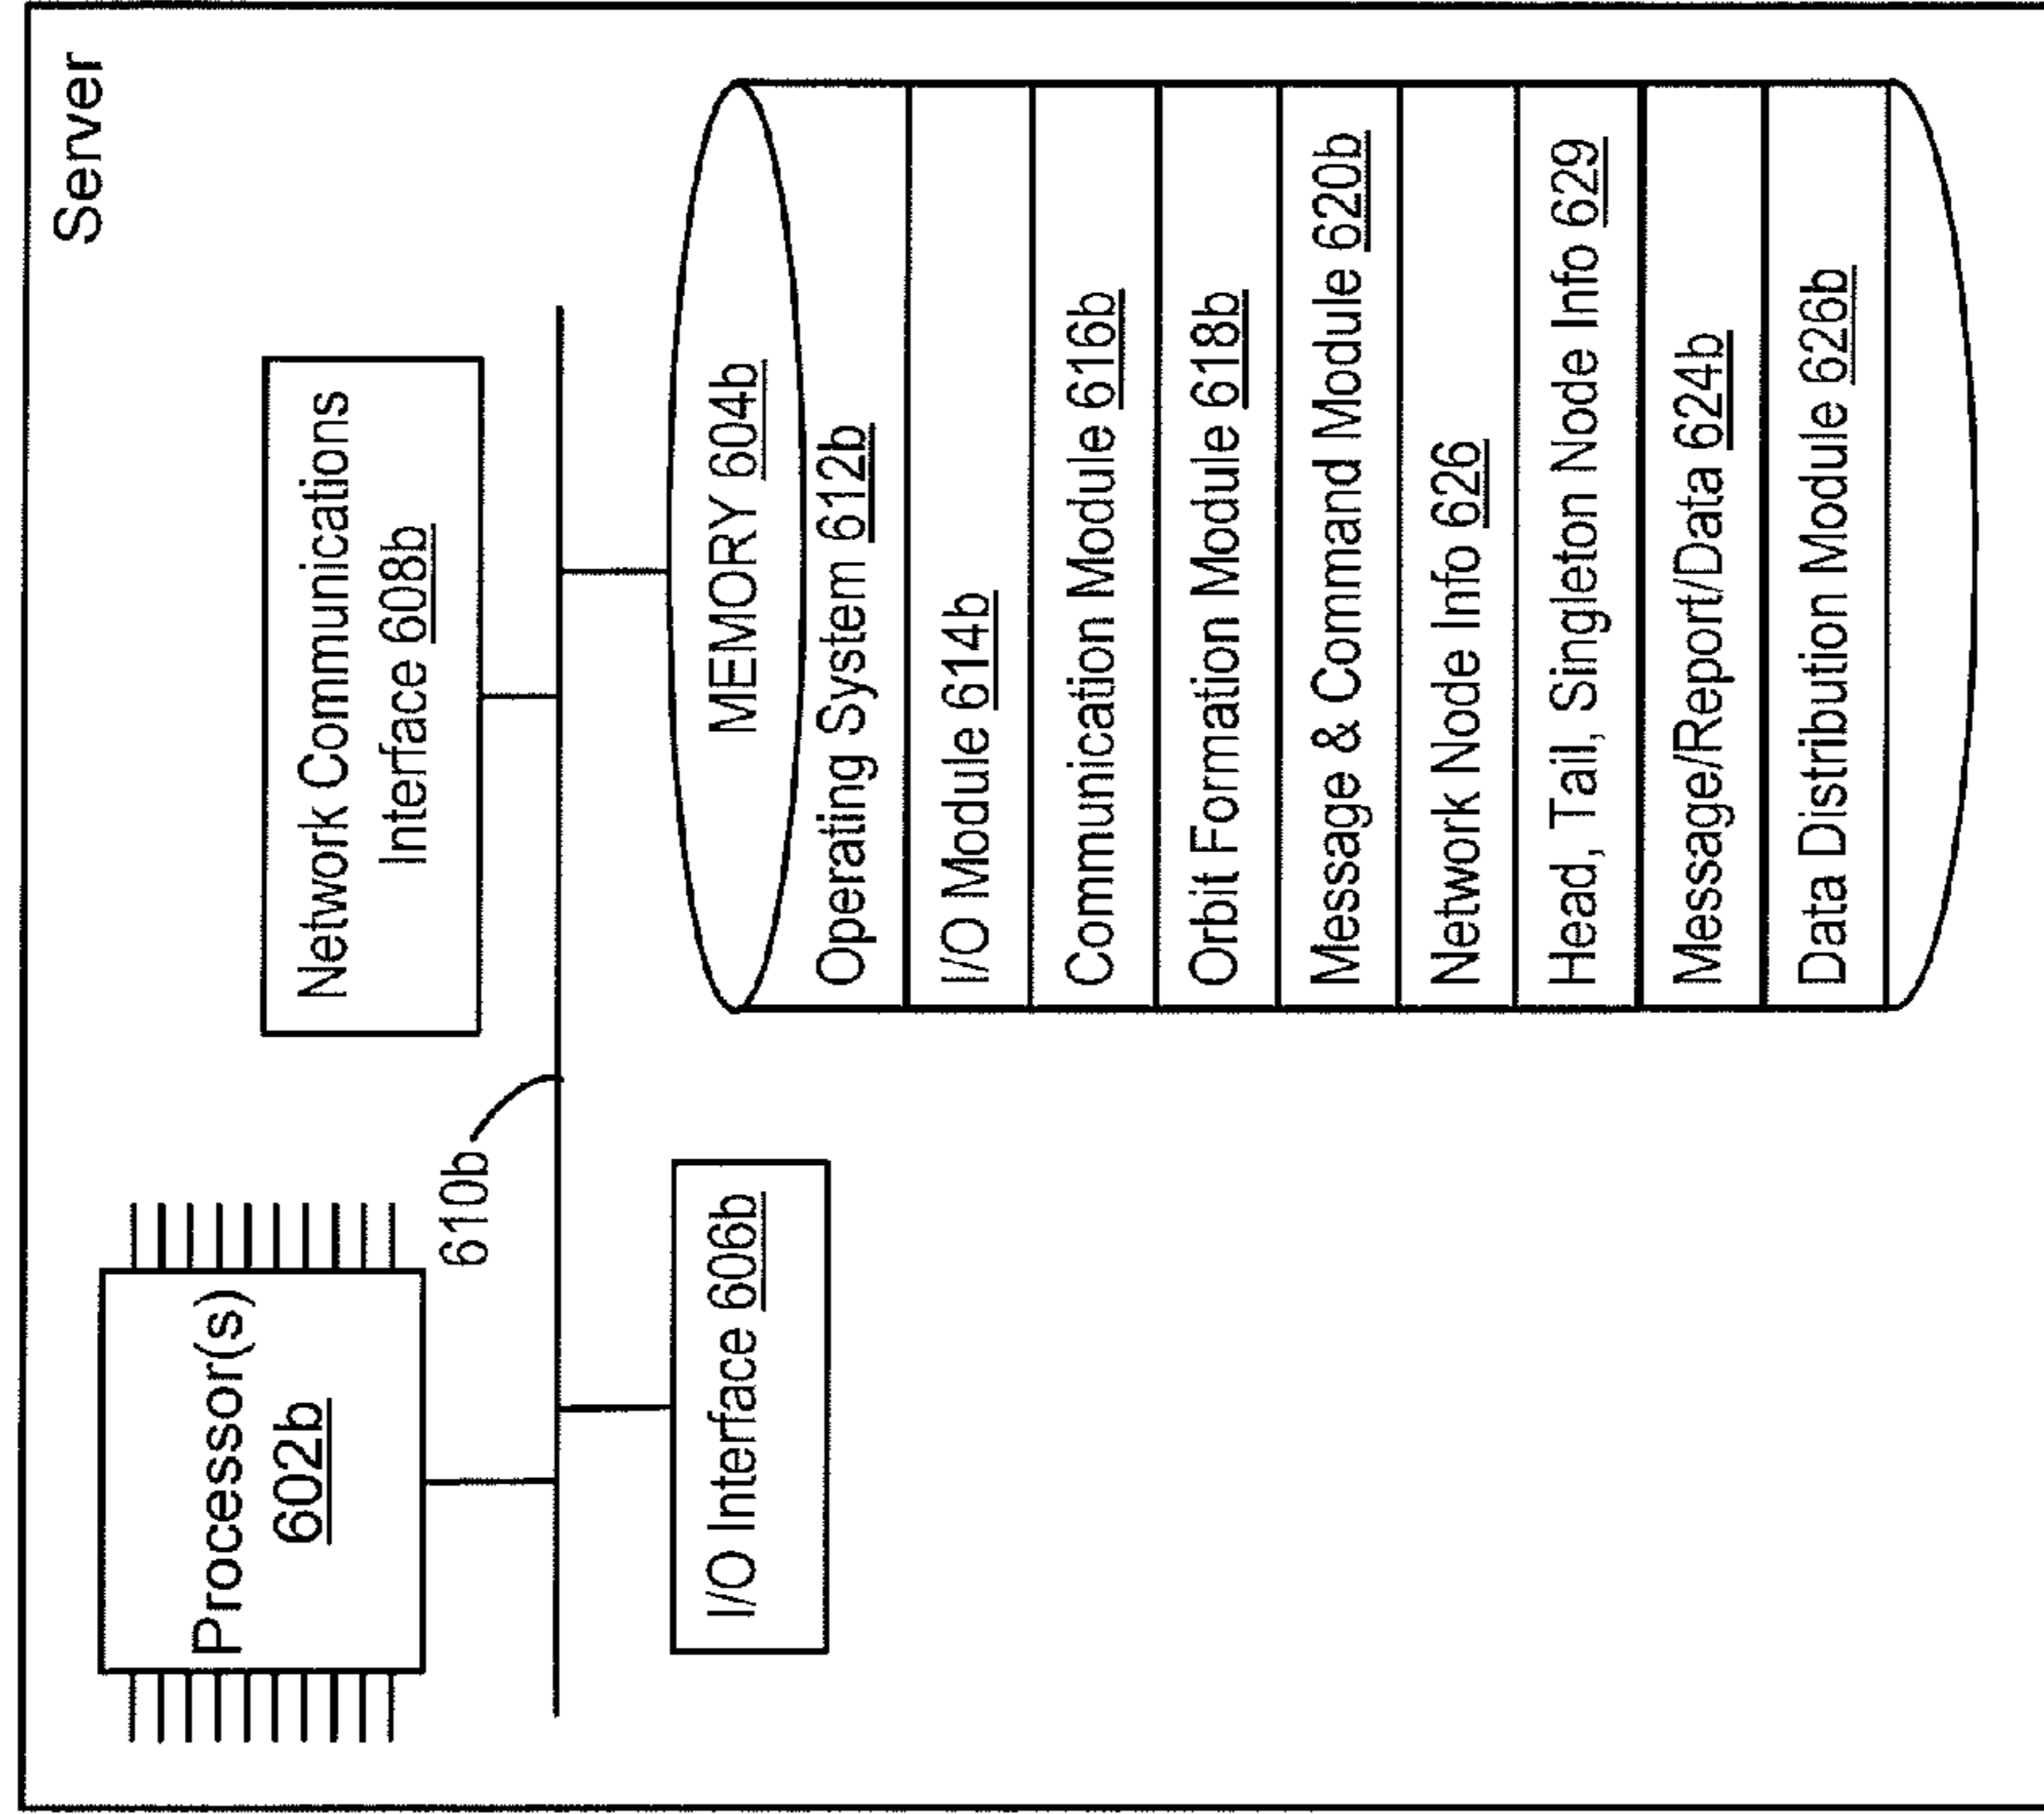 Server
Processor(s)
602b
Network Communications
Interface 608b
610b
I/O Interface 606b
MEMORY 604b
Operating System 612b
I/O Module 614b
Communication Module 616b
Orbit Formation Module 618b
Message & Command Module 620b
Network Node Info 626
Head, Tail, Singleton Node Info 629
Message/Report/Data 624b
Data Distribution Module 626b